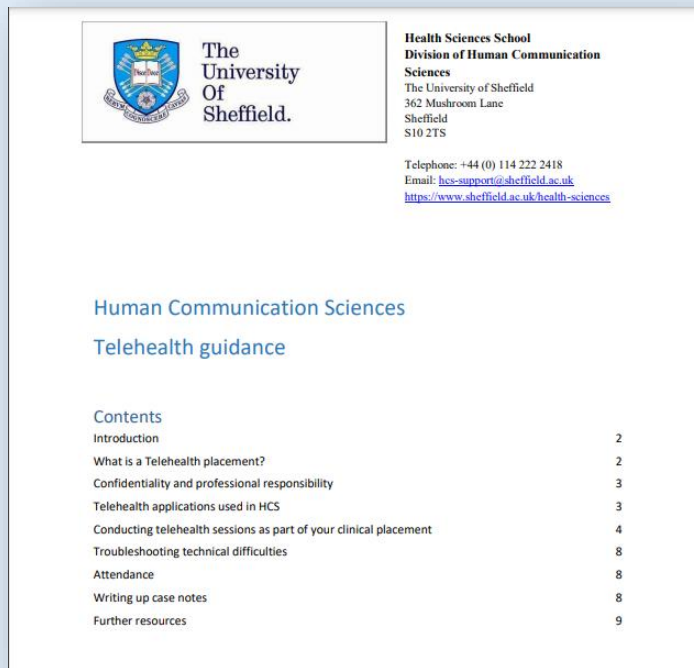 The
University
Of
Sheffield.
Health Sciences School
Division of Human Communication
Sciences
The University of Sheffield
362 Mushroom Lane
Sheffield
S10 2TS
Telephone: +44 (0) 114 222 2418
Email: hcs-support@sheffield.ac.uk
https://www.sheffield.ac.uk/health-sciences
Human Communication Sciences
Telehealth guidance
Contents
Introduction 2
What is a Telehealth placement? 2
Confidentiality and professional responsibility 3
Telehealth applications used in HCS 3
Conducting telehealth sessions as part of your clinical placement 4
Troubleshooting technical difficulties 8
Attendance 8
Writing up case notes 8
Further resources 9